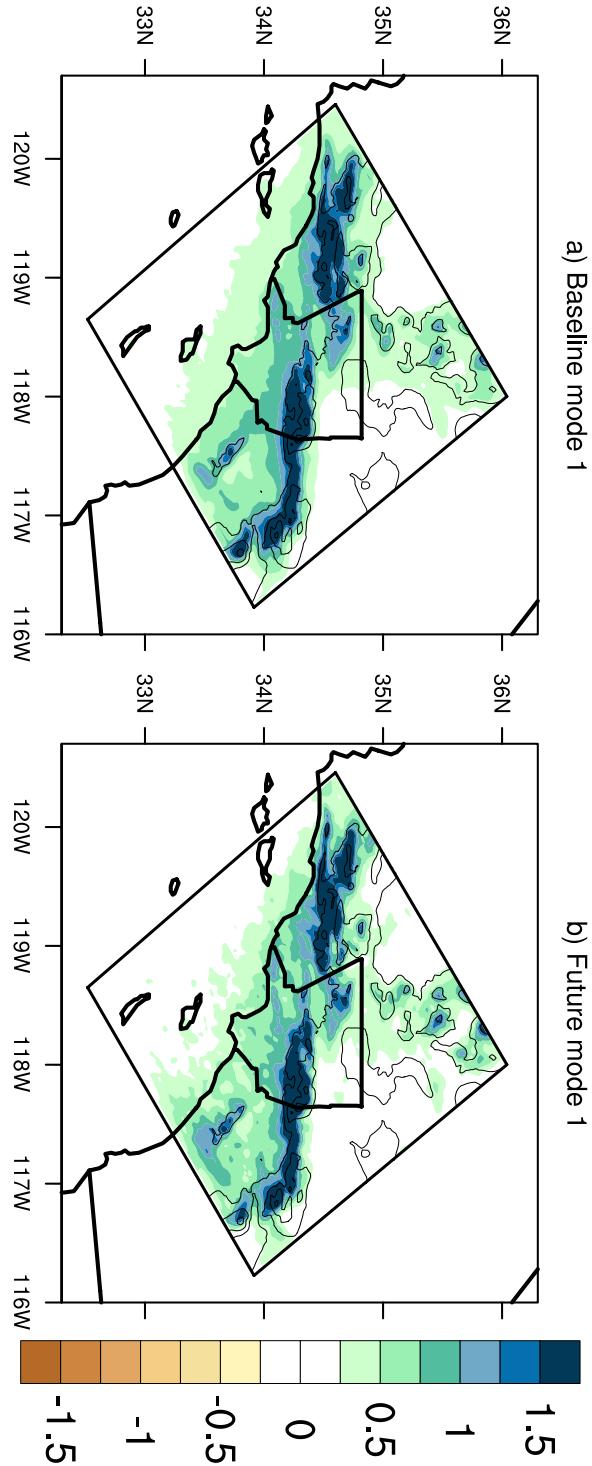 a) Baseline mode 1
36N
35N
34N
33N
120W
119W
118W
117W
116W
b) Future mode 1
36N
35N
34N
33N
120W
119W
118W
117W
116W
-1.5
-1
-0.5
0
0.5
1
1.5